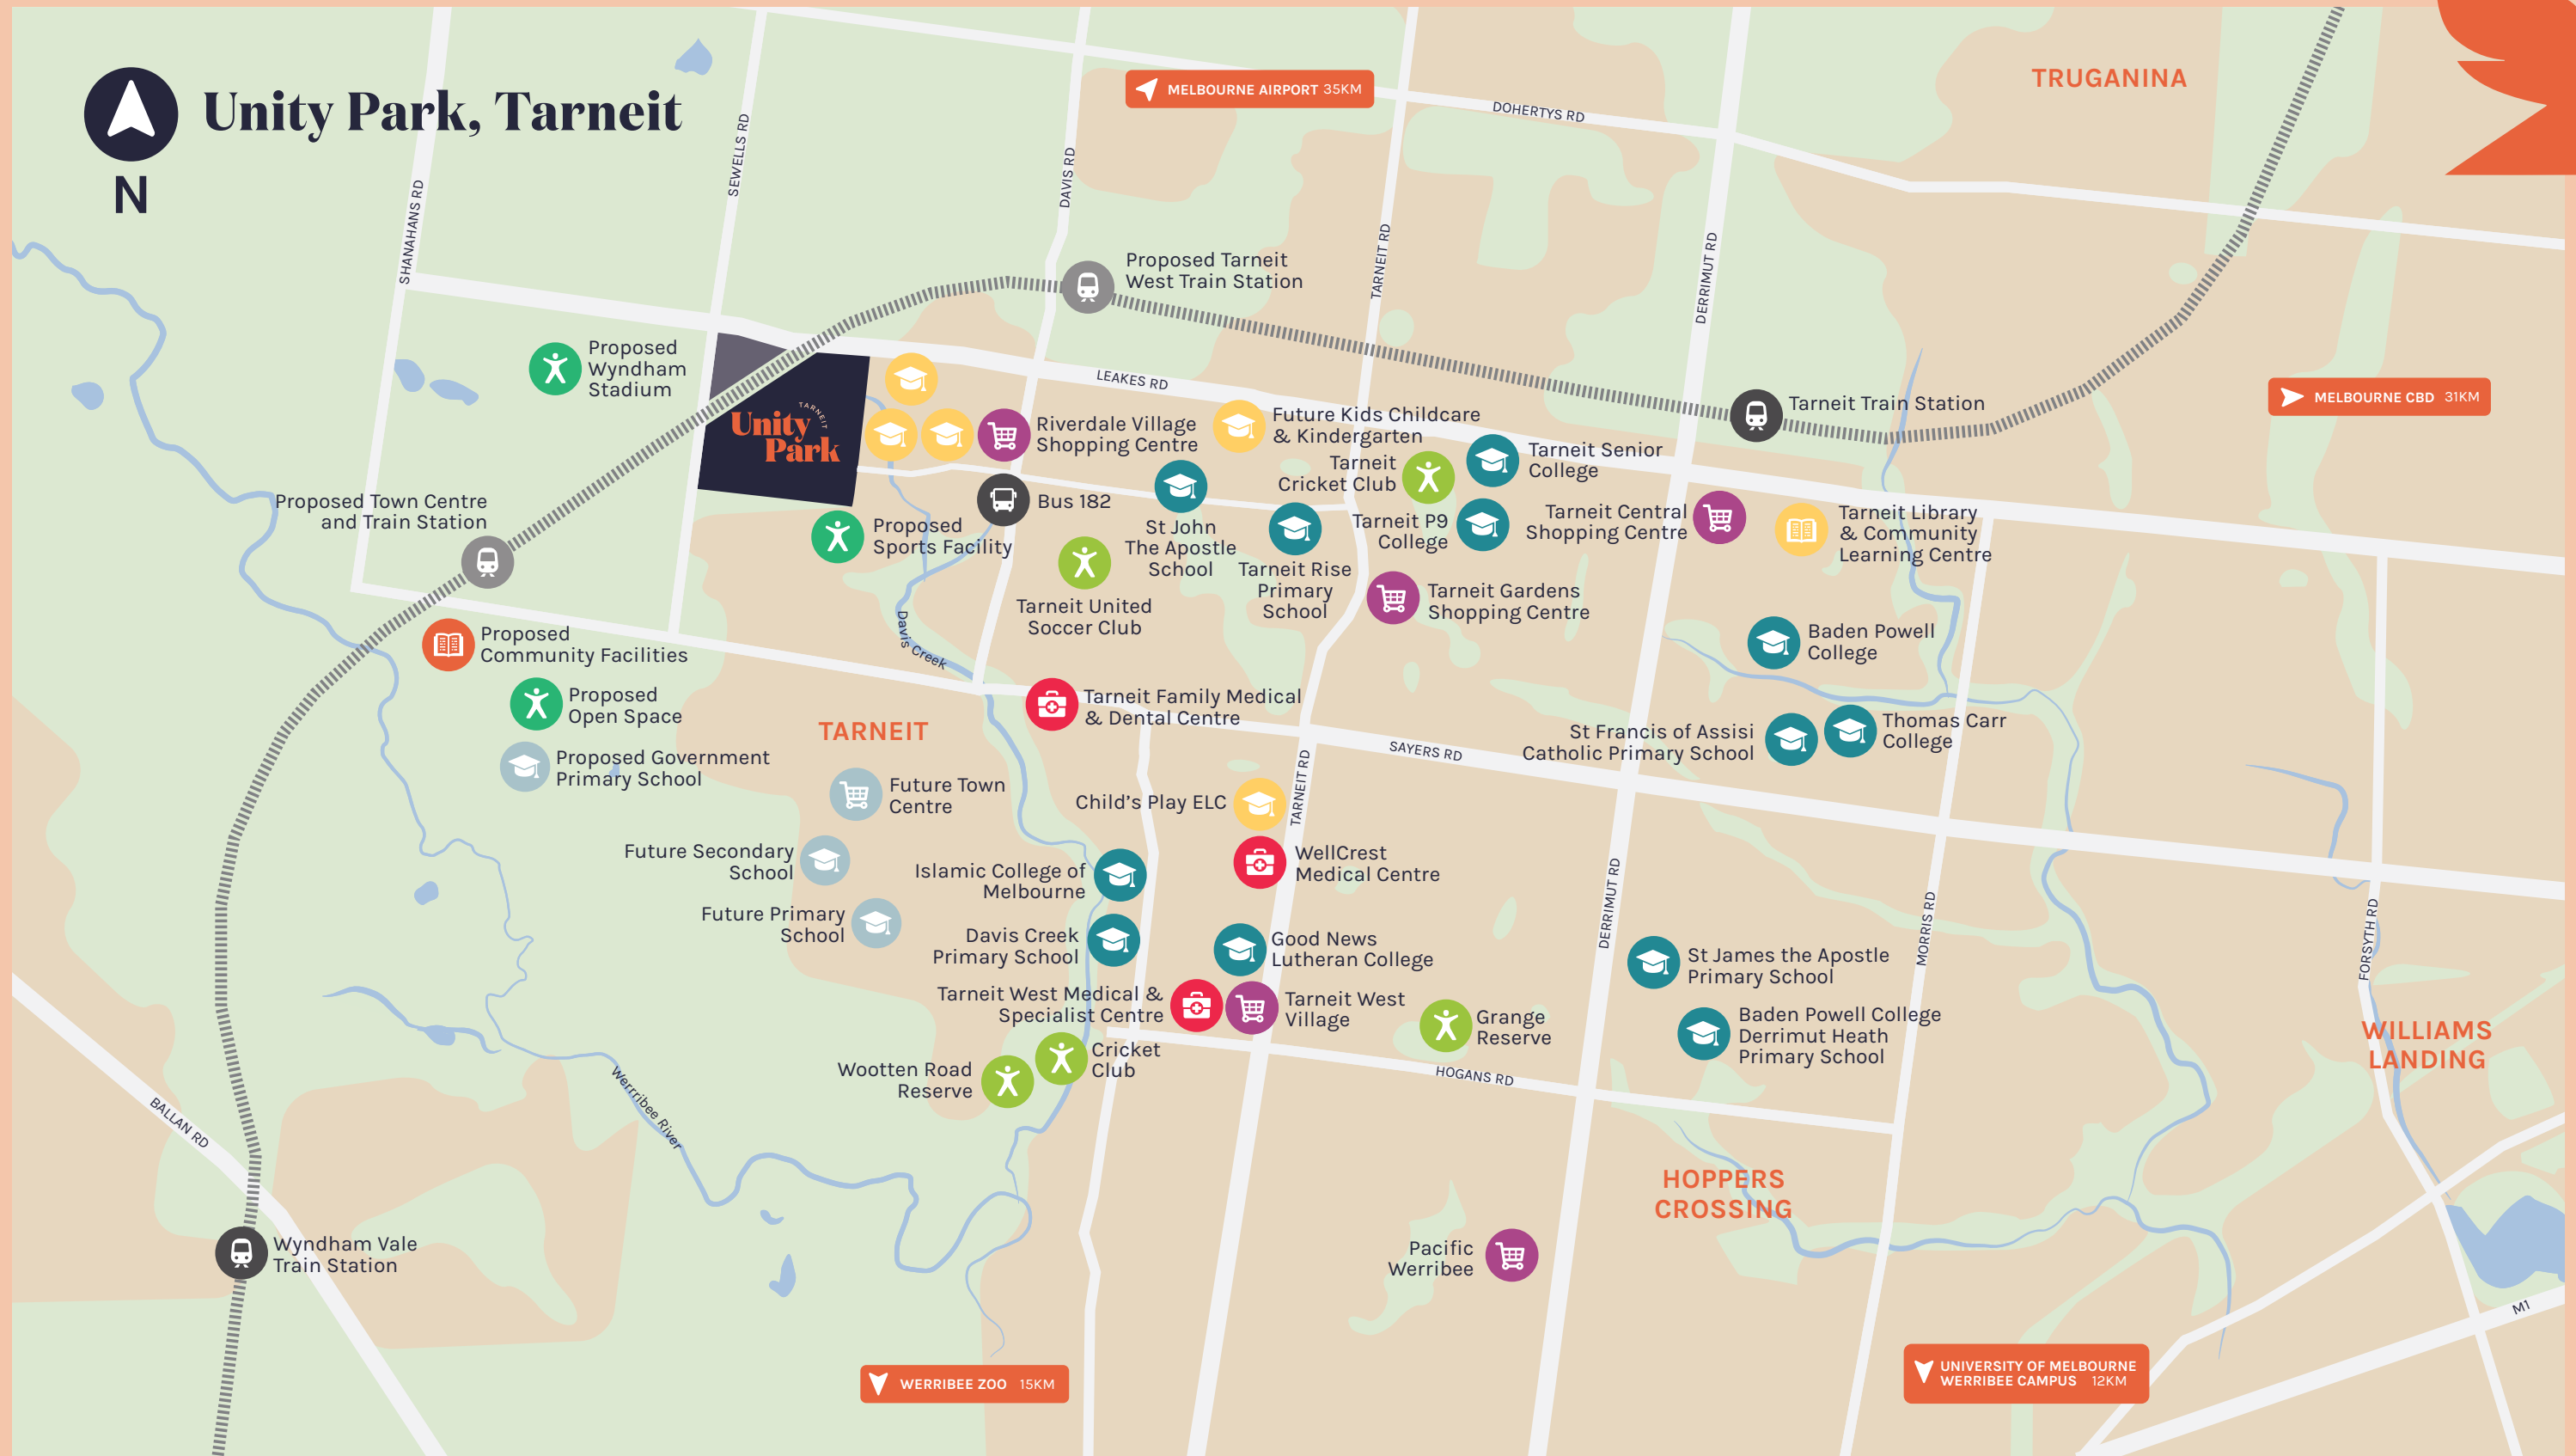 Unity Park, Tarneit
N
MELBOURNE AIRPORT 35KM
DOHERTYS RD
TRUGANINA
SHANAHANS RD
SEWELLS RD
DAVIS RD
TARNEIT RD
DERRIMUT RD
Proposed Tarneit
West Train Station
Proposed
Wyndham
Stadium
LEAKES RD
Tarneit Train Station
MELBOURNE CBD 31KM
TARNEIT
Unity
Park
Riverdale Village
Shopping Centre
Future Kids Childcare
& Kindergarten
Tarneit
Cricket Club
Tarneit Senior
College
Proposed Town Centre
and Train Station
Bus 182
Proposed
Sports Facility
St John
The Apostle
School
Tarneit P9
College
Tarneit Central
Shopping Centre
Tarneit Library
& Community
Learning Centre
Tarneit United
Soccer Club
Tarneit Rise
Primary
School
Tarneit Gardens
Shopping Centre
Davis Creek
Proposed
Community Facilities
Baden Powell
College
Proposed
Open Space
Tarneit Family Medical
& Dental Centre
TARNEIT
SAYERS RD
St Francis of Assisi
Catholic Primary School
Thomas Carr
College
Proposed Government
Primary School
Future Town
Centre
Child's Play ELC
TARNEIT RD
Future Secondary
School
Islamic College of
Melbourne
WellCrest
Medical Centre
DERRIMUT RD
MORRIS RD
FORSYTH RD
Future Primary
School
Davis Creek
Primary School
Good News
Lutheran College
St James the Apostle
Primary School
Tarneit West Medical &
Specialist Centre
Tarneit West
Village
Grange
Reserve
Baden Powell College
Derrimut Heath
Primary School
WILLIAMS
LANDING
Cricket
Club
Wootten Road
Reserve
HOGANS RD
Werribee River
BALLAN RD
HOPPERS
CROSSING
Wyndham Vale
Train Station
Pacific
Werribee
M1
WERRIBEE ZOO 15KM
UNIVERSITY OF MELBOURNE
WERRIBEE CAMPUS 12KM